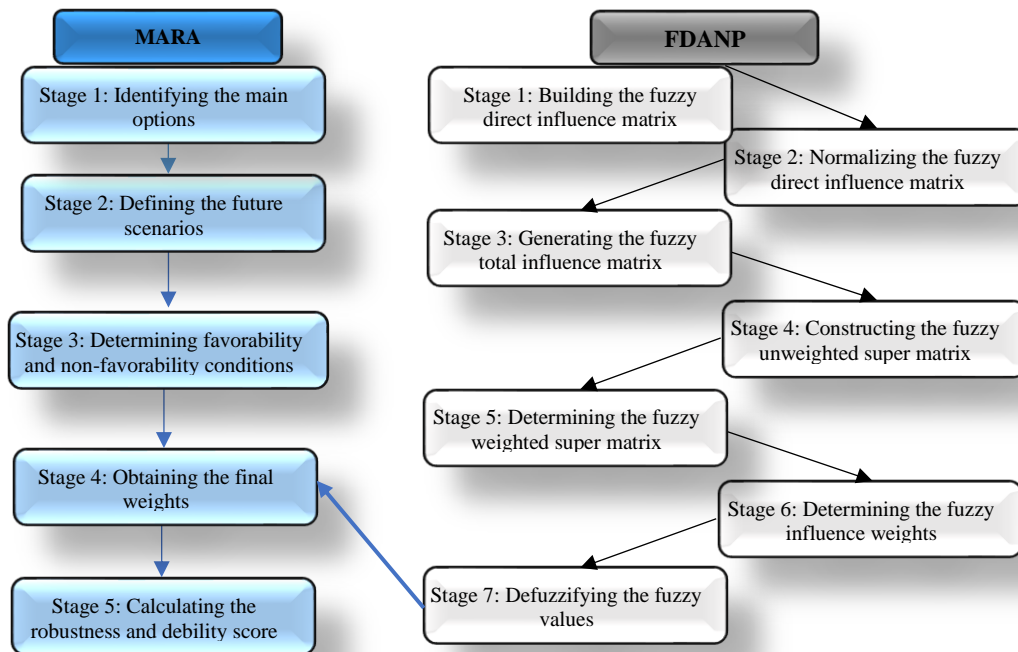 MARA
Stage 1: Identifying the main
options
Stage 2: Defining the future
scenarios
Stage 3: Determining favorability
and non-favorability conditions
Stage 4: Obtaining the final
weights
Stage 5: Calculating the
robustness and debility score
FDANP
Stage 1: Building the fuzzy
direct influence matrix
Stage 2: Normalizing the fuzzy
direct influence matrix
Stage 3: Generating the fuzzy
total influence matrix
Stage 4: Constructing the fuzzy
unweighted super matrix
Stage 5: Determining the fuzzy
weighted super matrix
Stage 6: Determining the fuzzy
influence weights
Stage 7: Defuzzifying the fuzzy
values